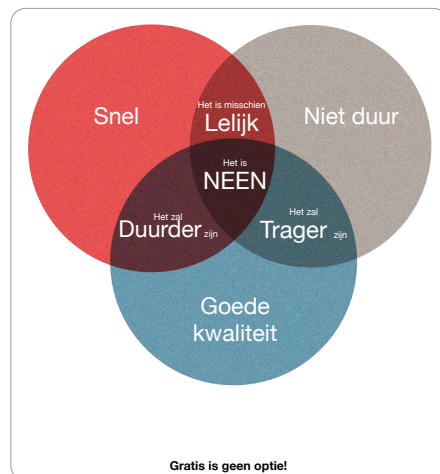 Snel
Niet duur
Het is misschien
Lelijk
Het is
NEEN
Het zal
Duurder zijn
Het zal
Trager zijn
Goede
kwaliteit
Gratis is geen optie!